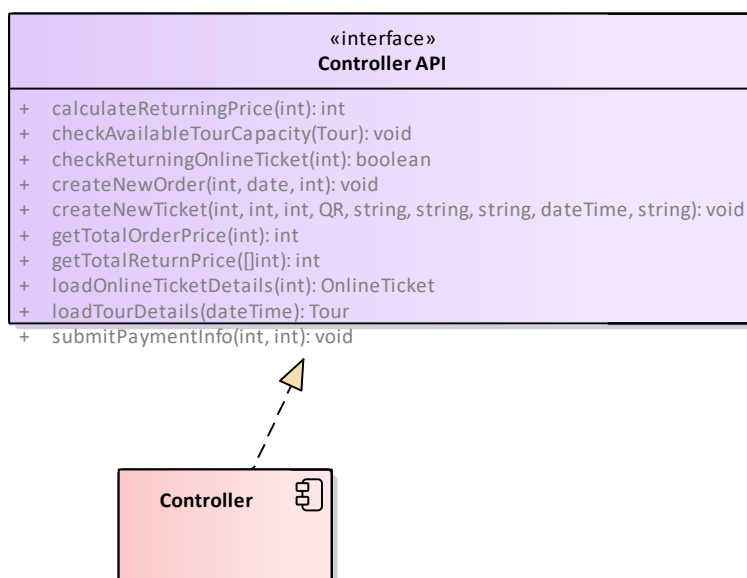 «interface»
Controller API
+ calculateReturningPrice(int): int
+ checkAvailableTourCapacity(Tour): void
+ checkReturningOnlineTicket(int): boolean
+ createNewOrder(int, date, int): void
+ createNewTicket(int, int, int, QR, string, string, string, dateTime, string): void
+ getTotalOrderPrice(int): int
+ getTotalReturnPrice([]int): int
+ loadOnlineTicketDetails(int): OnlineTicket
+ loadTourDetails(dateTime): Tour
+ submitPaymentInfo(int, int): void
Controller